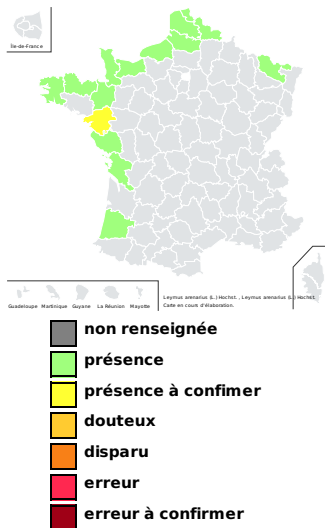 Île-de-France
Leymus arenarius (L.) Hochst. , Leymus arenarius (L.) Hochst.
Carte en cours d'élaboration.
Guadeloupe Martinique Guyane La Réunion Mayotte
non renseignée
présence
présence à confimer
douteux
disparu
erreur
erreur à confirmer